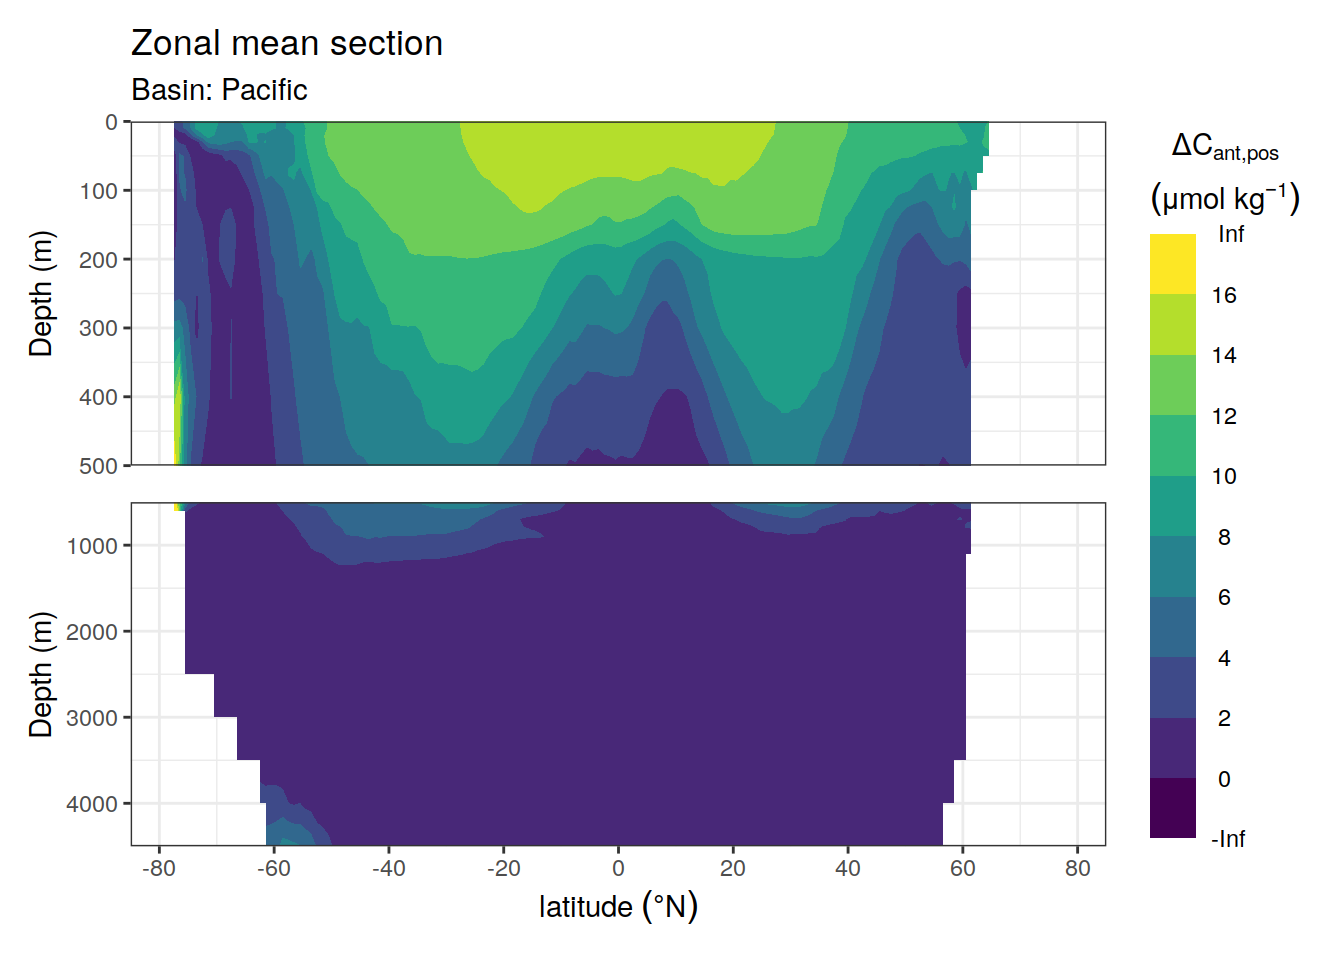 Zonal mean section
Basin: Pacific
0
100
200
300
400
500
Depth (m)
1000
2000
3000
4000
Depth (m)
-80 -60 -40 -20 0 20 40 60 80
latitude (°N)
ΔCant,pos
(μmol kg⁻¹)
Inf
16
14
12
10
8
6
4
2
0
-Inf